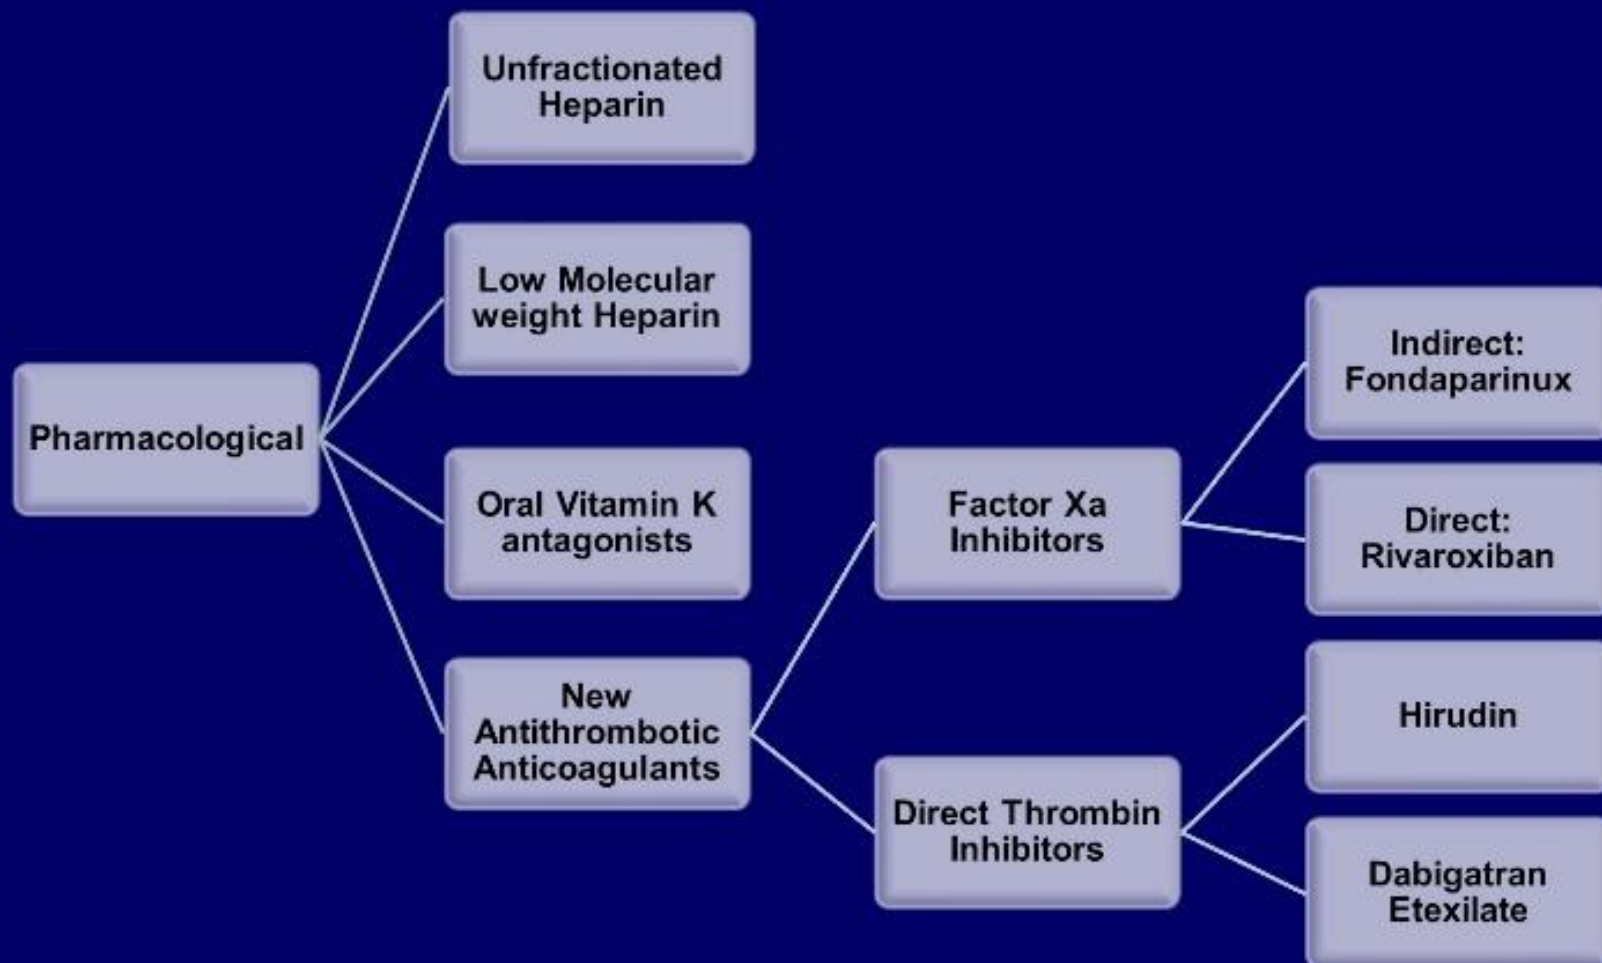 Unfractionated
Heparin
Low Molecular
weight Heparin
Indirect:
Fondaparinux
Pharmacological
Oral Vitamin K
antagonists
Factor Xa
Inhibitors
Direct:
Rivaroxiban
New
Antithrombotic
Anticoagulants
Hirudin
Direct Thrombin
Inhibitors
Dabigatran
Etexilate